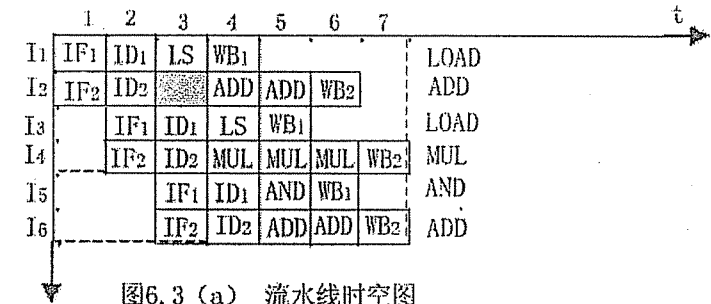 1 2 3 4 5 6 7 t
I1 IF1 ID1 LS WB1 LOAD
I2 IF2 ID2 ADD ADD WB2 ADD
I3 IF1 ID1 LS WB1 LOAD
I4 IF2 ID2 MUL MUL MUL WB2 MUL
I5 IF1 ID1 AND WB1 AND
I6 IF2 ID2 ADD ADD WB2 ADD
图6.3 (a) 流水线时空图